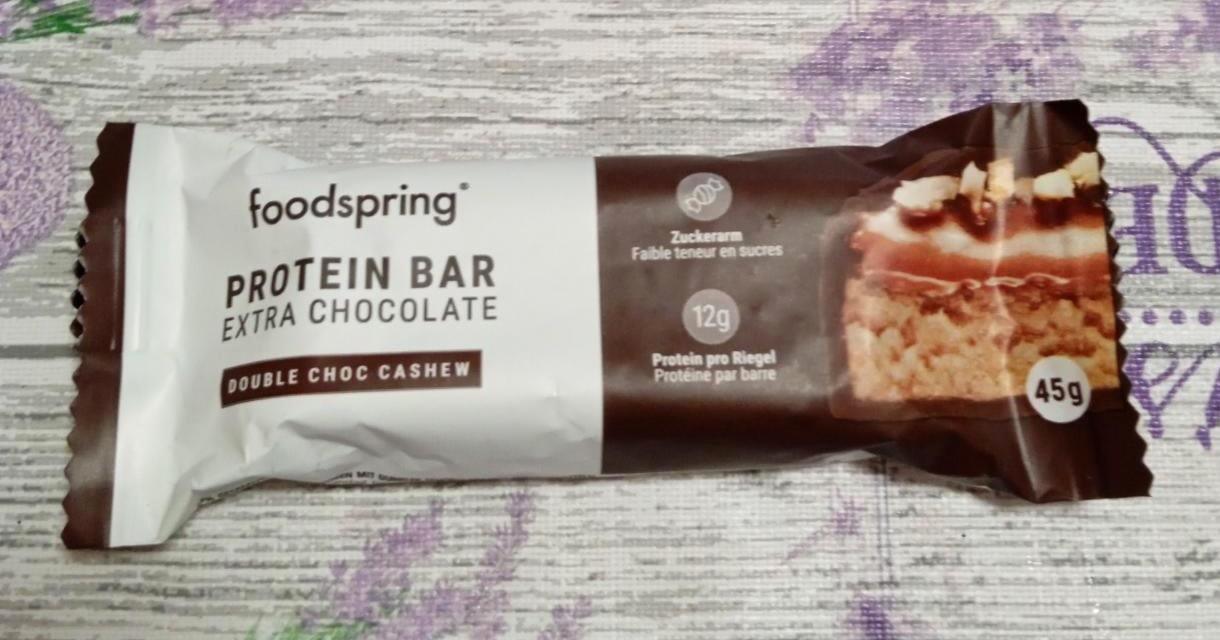 foodspring®
PROTEIN BAR
EXTRA CHOCOLATE
DOUBLE CHOC CASHEW
Zuckerarm
Faible teneur en sucres
12g
Protein pro Riegel
Protéine par barre
45g